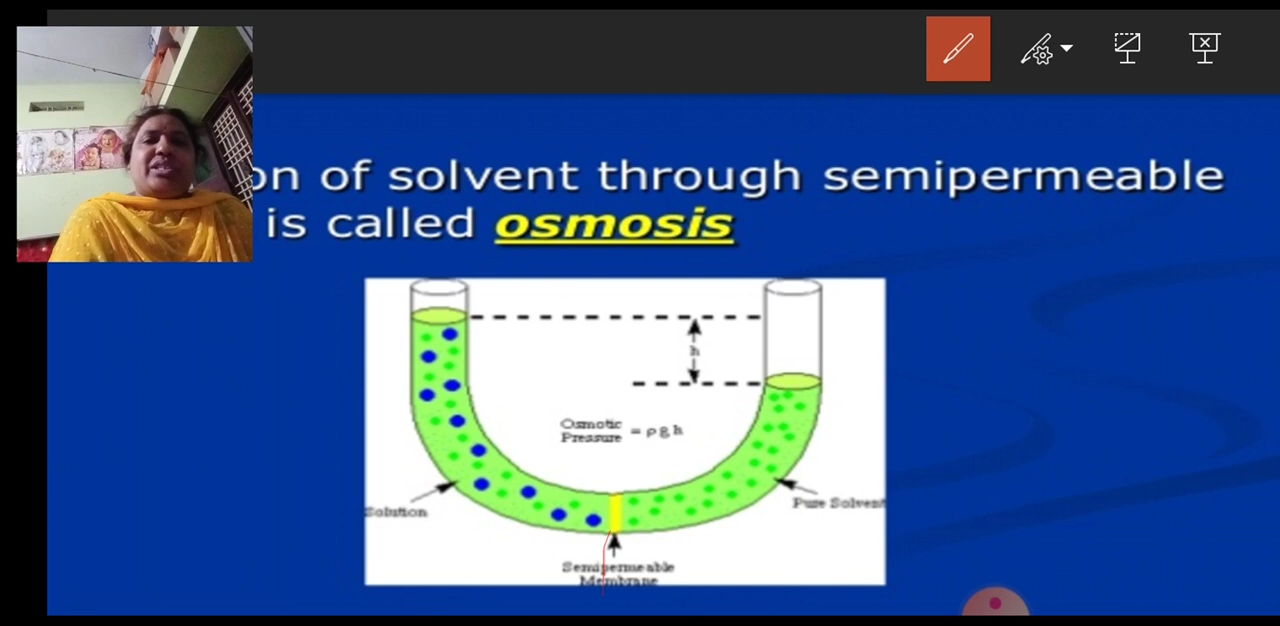 on of solvent through semipermeable
is called osmosis
h
Osmotic
Pressure = ρ g h
Solution
Pure Solvent
Semipermeable
Membrane